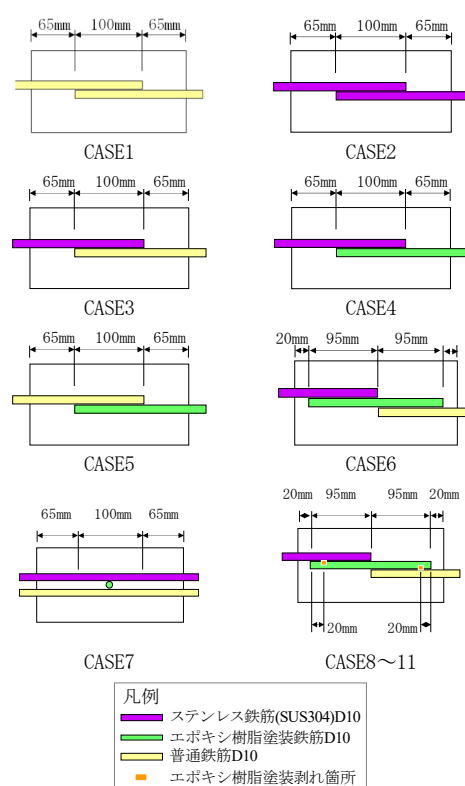 65mm 100mm 65mm
65mm 100mm 65mm
CASE1
CASE2
65mm 100mm 65mm
65mm 100mm 65mm
CASE3
CASE4
65mm 100mm 65mm
20mm 95mm 95mm
CASE5
CASE6
65mm 100mm 65mm
20mm 95mm 95mm 20mm
20mm 20mm
CASE7
CASE8～11
凡例
ステンレス鉄筋(SUS304)D10
エポキシ樹脂塗装鉄筋D10
普通鉄筋D10
エポキシ樹脂塗装剥れ箇所